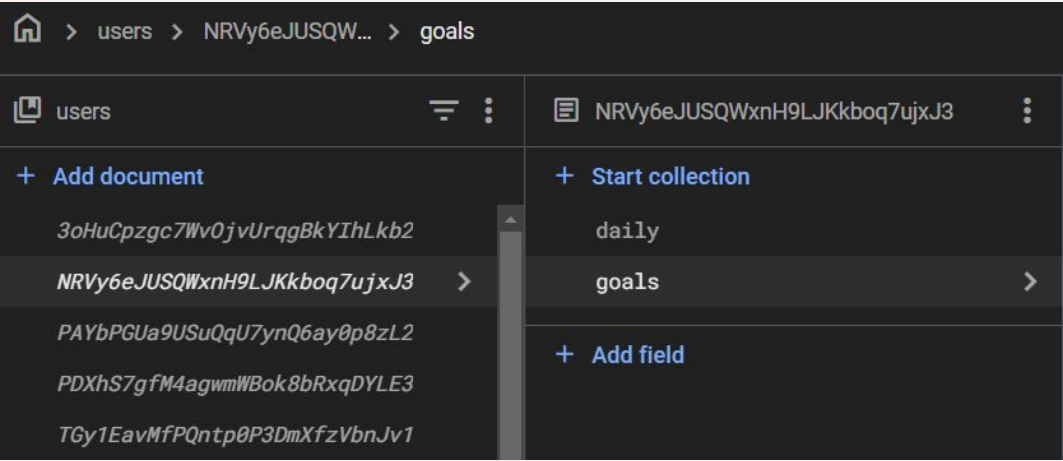 users > NRVy6eJUSQW... > goals
users
+ Add document
3oHuCpzgc7WvOjvUrqgBkYIhLkb2
NRVy6eJUSQWxnH9LJKkboq7ujxJ3
PAYbPGUa9USuQqU7ynQ6ay0p8zL2
PDXhS7gfM4agwmWBok8bRxqDYLE3
TGy1EavMfPQntp0P3DmXfzVbnJv1
NRVy6eJUSQWxnH9LJKkboq7ujxJ3
+ Start collection
daily
goals
+ Add field